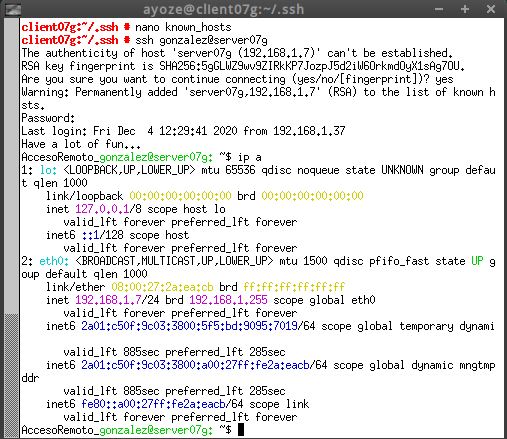 ayoze@client07g:~/.ssh
client07g:~/.ssh # nano known_hosts
client07g:~/.ssh # ssh gonzalez@server07g
The authenticity of host 'server07g (192.168.1.7)' can't be established.
RSA key fingerprint is SHA256:5gGLWZ9wv9ZIRkKP7JozpJ5d2iW6OrkmdOyX1sAg7OU.
Are you sure you want to continue connecting (yes/no/[fingerprint])? yes
Warning: Permanently added 'server07g,192.168.1.7' (RSA) to the list of known h
sts.
Password:
Last login: Fri Dec  4 12:29:41 2020 from 192.168.1.37
Have a lot of fun...
AccesoRemoto_gonzalez@server07g: ~$ ip a
1: lo: <LOOPBACK,UP,LOWER_UP> mtu 65536 qdisc noqueue state UNKNOWN group defau
t qlen 1000
    link/loopback 00:00:00:00:00:00 brd 00:00:00:00:00:00
    inet 127.0.0.1/8 scope host lo
       valid_lft forever preferred_lft forever
    inet6 ::1/128 scope host
       valid_lft forever preferred_lft forever
2: eth0: <BROADCAST,MULTICAST,UP,LOWER_UP> mtu 1500 qdisc pfifo_fast state UP g
oup default qlen 1000
    link/ether 08:00:27:2a:ea:cb brd ff:ff:ff:ff:ff:ff
    inet 192.168.1.7/24 brd 192.168.1.255 scope global eth0
       valid_lft forever preferred_lft forever
    inet6 2a01:c50f:9c03:3800:5f5:bd:9095:7019/64 scope global temporary dynami
       valid_lft 885sec preferred_lft 285sec
    inet6 2a01:c50f:9c03:3800:a00:27ff:fe2a:eacb/64 scope global dynamic mngtmp
ddr
       valid_lft 885sec preferred_lft 285sec
    inet6 fe80::a00:27ff:fe2a:eacb/64 scope link
       valid_lft forever preferred_lft forever
AccesoRemoto_gonzalez@server07g: ~$